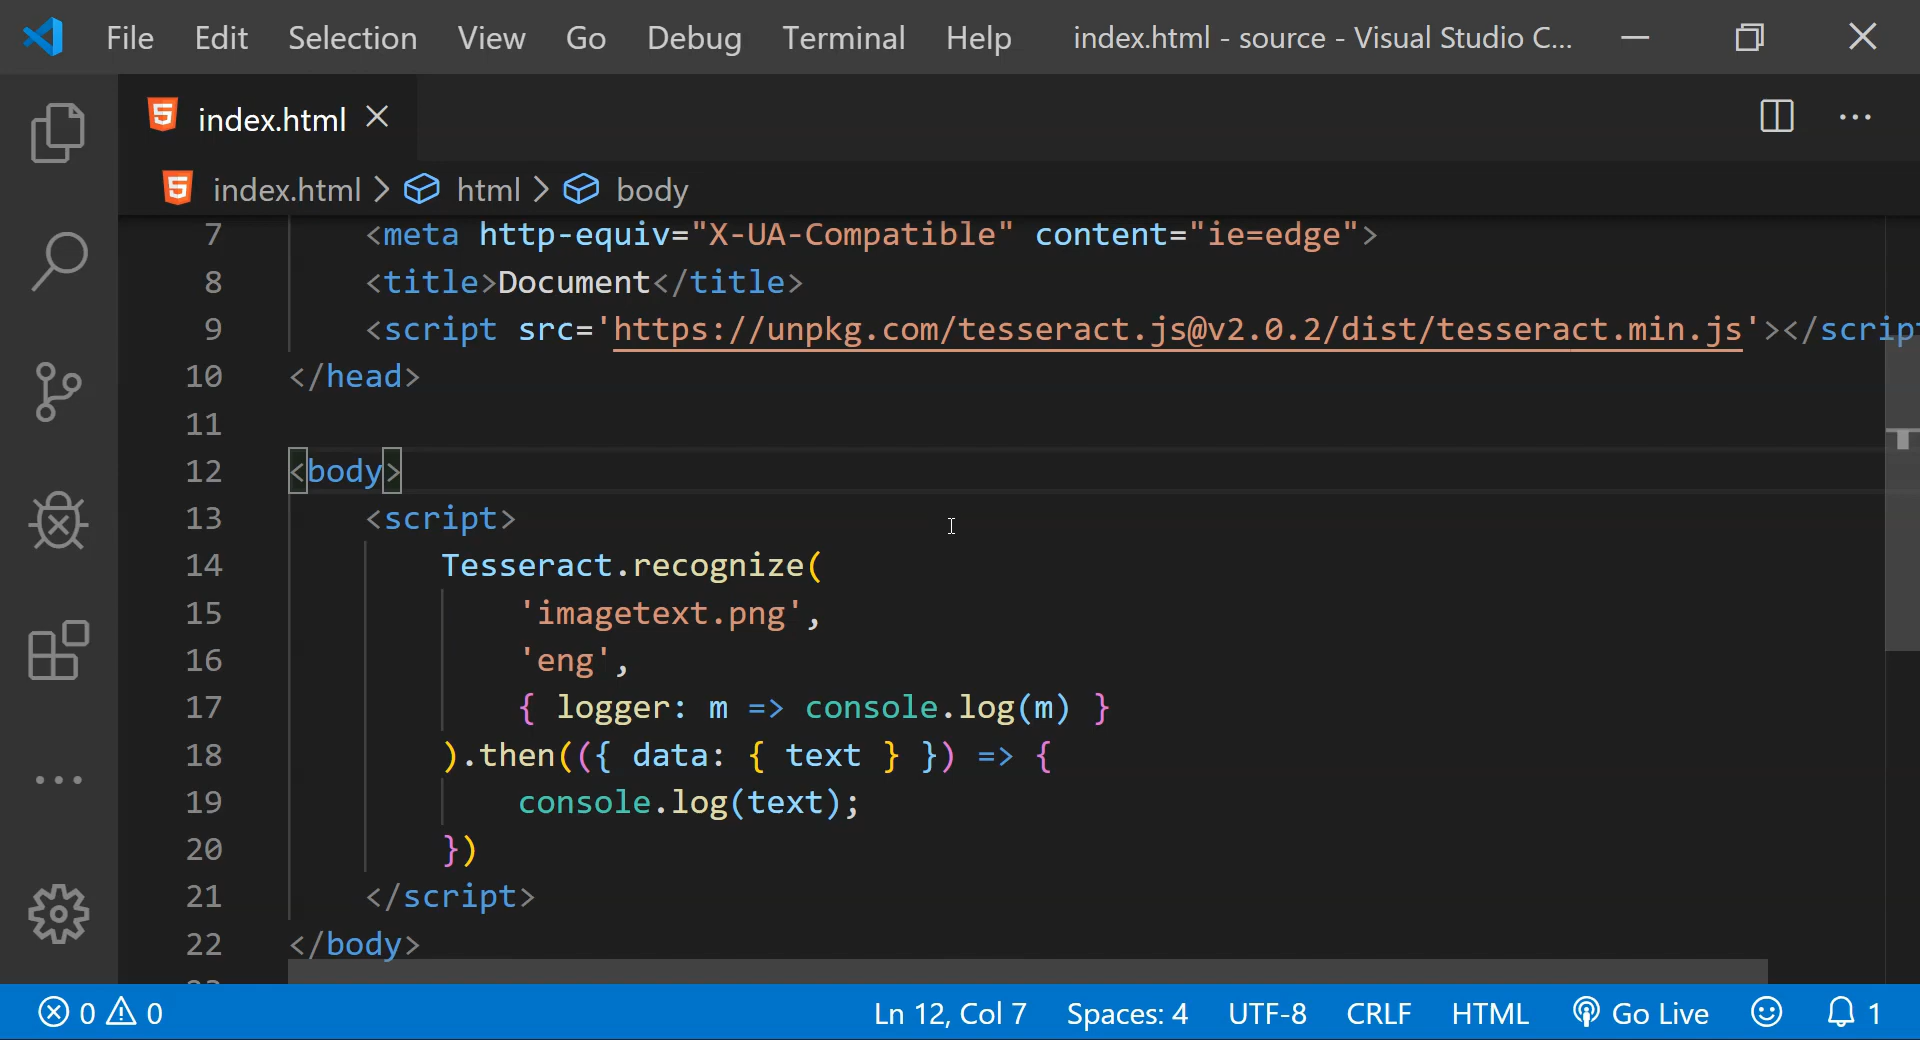 File Edit Selection View Go Debug Terminal Help index.html - source - Visual Studio C...
index.html
index.html > html > body
7 <meta http-equiv="X-UA-Compatible" content="ie=edge">
8 <title>Document</title>
9 <script src='https://unpkg.com/tesseract.js@v2.0.2/dist/tesseract.min.js'></script
10 </head>
11
12 <body>
13 <script>
14 Tesseract.recognize(
15 'imagetext.png',
16 'eng',
17 { logger: m => console.log(m) }
18 ).then(({ data: { text } }) => {
19 console.log(text);
20 })
21 </script>
22 </body>
0 0 Ln 12, Col 7 Spaces: 4 UTF-8 CRLF HTML Go Live 1